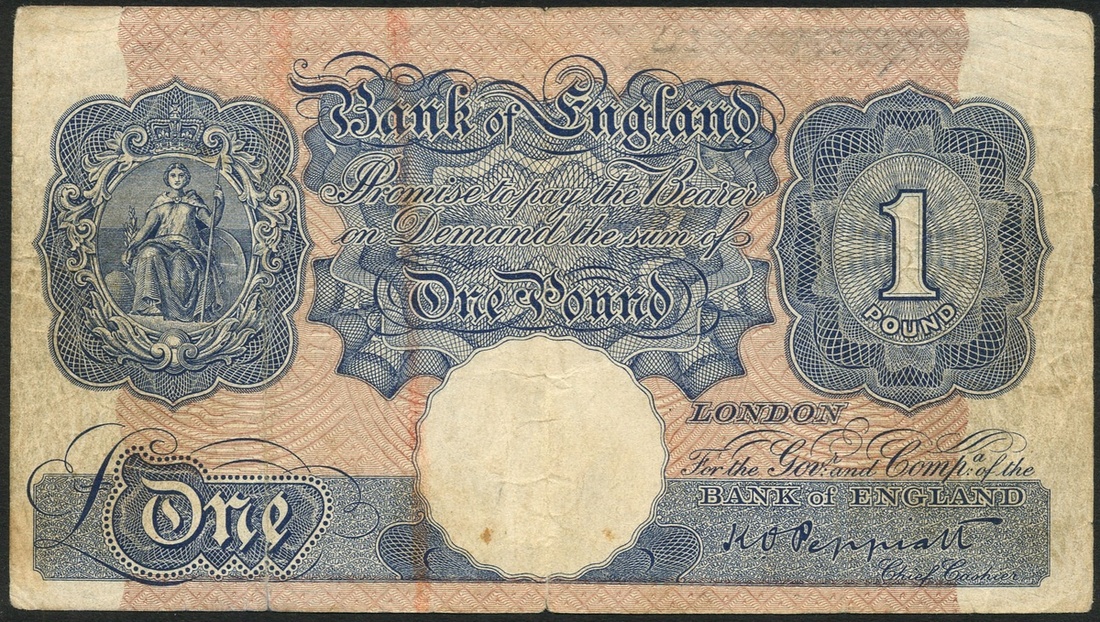 Bank of England
Promise to pay the Bearer
on Demand the sum of
One Pound
1
POUND
LONDON
For the Govr. and Compa. of the
BANK of ENGLAND
K O Peppiatt
Chief Cashier
£ One